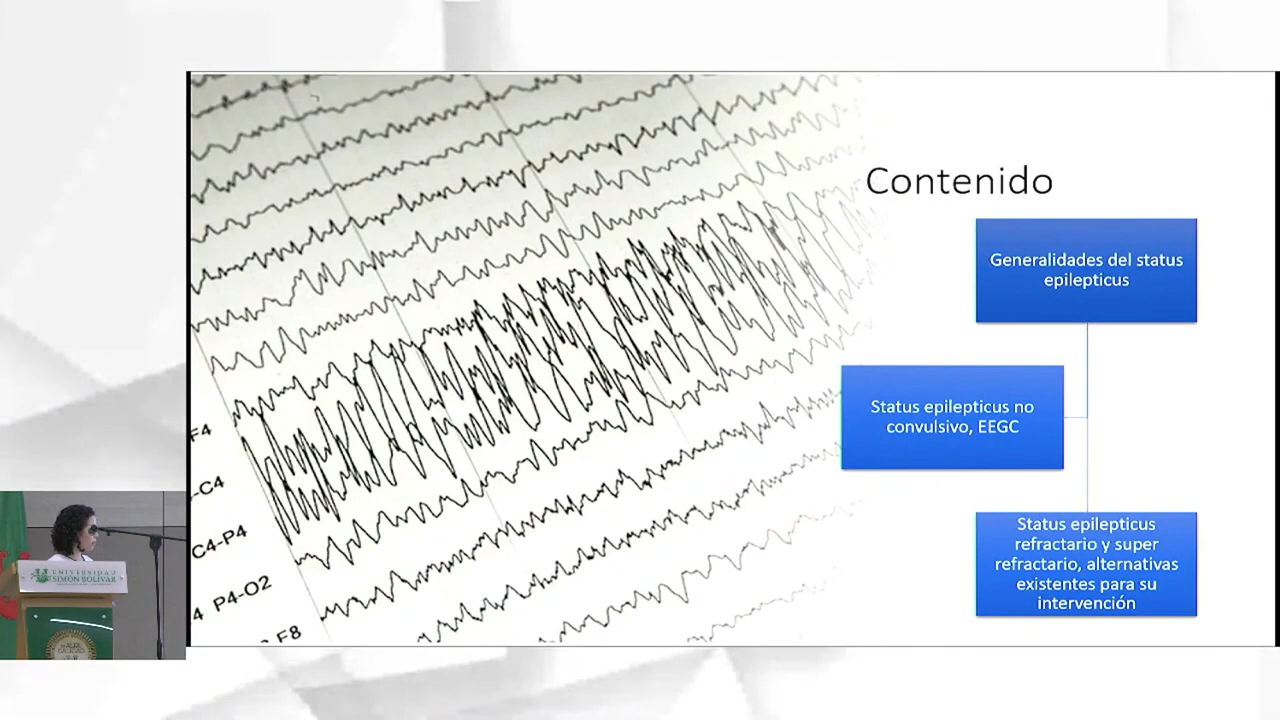 Contenido
Generalidades del status
epilepticus
Status epilepticus no
convulsivo, EEGC
Status epilepticus
refractario y super
refractario, alternativas
existentes para su
intervención
F4
-C4
C4-P4
4 P4-O2
F8
UNIVERSIDAD
SIMÓN BOLÍVAR